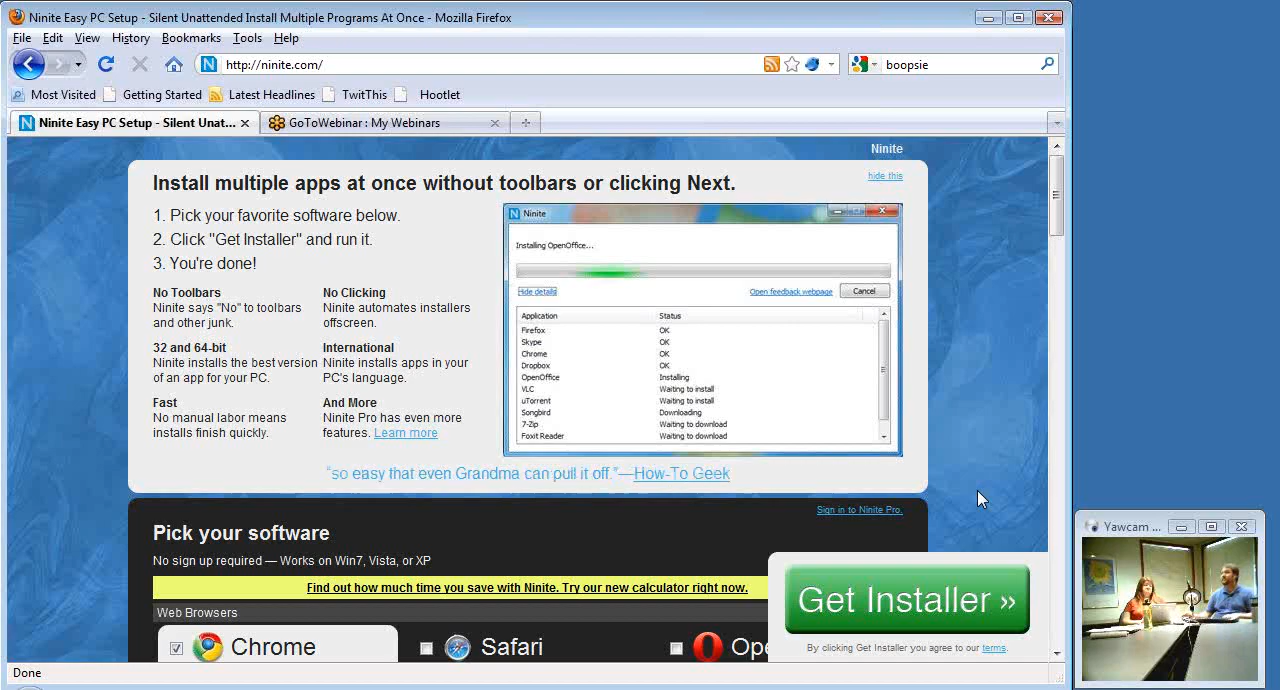 Ninite Easy PC Setup - Silent Unattended Install Multiple Programs At Once - Mozilla Firefox
File Edit View History Bookmarks Tools Help
http://ninite.com/
boopsie
Most Visited Getting Started Latest Headlines TwitThis Hootlet
Ninite Easy PC Setup - Silent Unat... GoToWebinar : My Webinars
Ninite
Install multiple apps at once without toolbars or clicking Next.
hide this
1. Pick your favorite software below.
2. Click "Get Installer" and run it.
3. You're done!
No Toolbars
Ninite says "No" to toolbars
and other junk.
No Clicking
Ninite automates installers
offscreen.
32 and 64-bit
Ninite installs the best version
of an app for your PC.
International
Ninite installs apps in your
PC's language.
Fast
No manual labor means
installs finish quickly.
And More
Ninite Pro has even more
features. Learn more
Ninite
Installing OpenOffice...
Hide details Open feedback webpage Cancel
Application Status
Firefox OK
Skype OK
Chrome OK
Dropbox OK
OpenOffice Installing
VLC Waiting to install
uTorrent Waiting to install
Songbird Downloading
7-Zip Waiting to download
Foxit Reader Waiting to download
“so easy that even Grandma can pull it off.”—How-To Geek
Sign in to Ninite Pro.
Pick your software
No sign up required — Works on Win7, Vista, or XP
Find out how much time you save with Ninite. Try our new calculator right now.
Web Browsers
Chrome Safari Ope
Get Installer »
By clicking Get Installer you agree to our terms.
Done
Yawcam ...